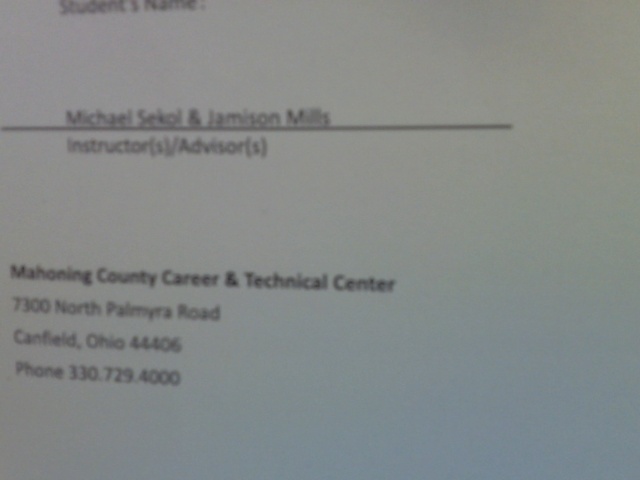 Student's Name:
Michael Sekol & Jamison Mills
Instructor(s)/Advisor(s)
Mahoning County Career & Technical Center
7300 North Palmyra Road
Canfield, Ohio 44406
Phone 330.729.4000